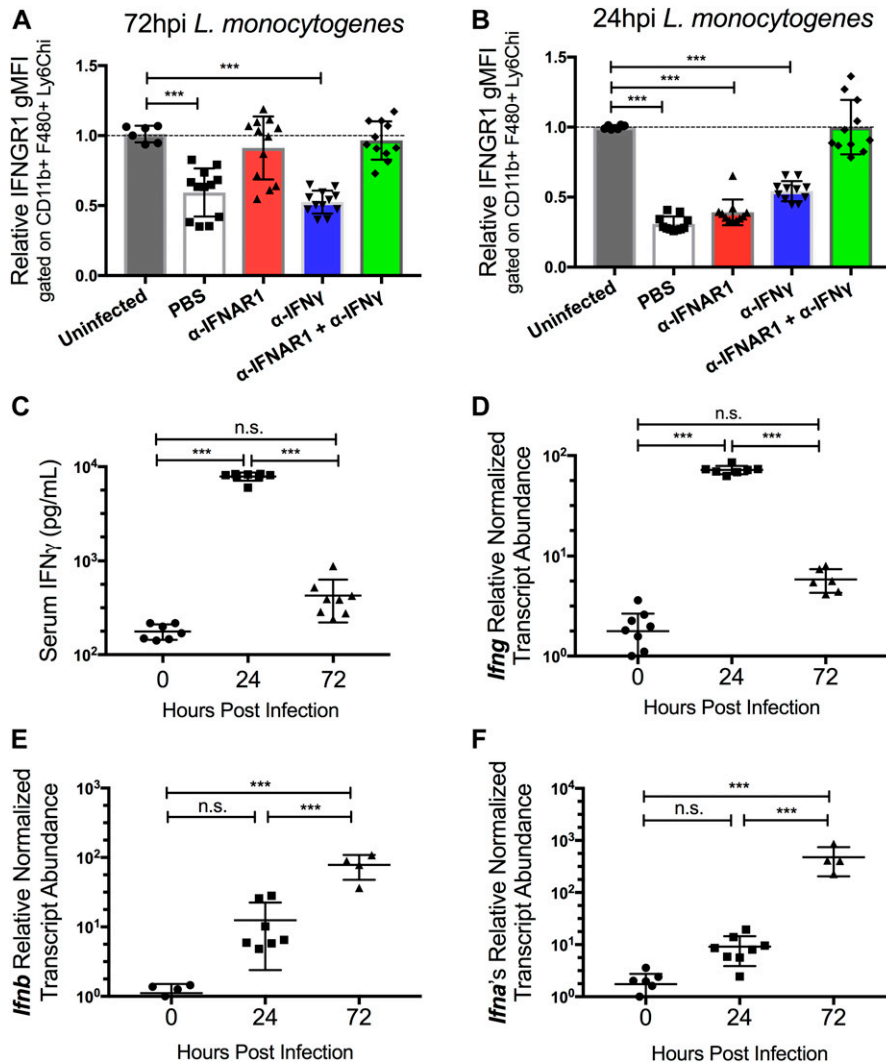 A
72hpi L. monocytogenes
Relative IFNGR1 gMFI
gated on CD11b+ F480+ Ly6Chi
1.5
1.0
0.5
0.0
***
***
Uninfected
PBS
α-IFNAR1
α-IFNγ
α-IFNAR1 + α-IFNγ
B
24hpi L. monocytogenes
Relative IFNGR1 gMFI
gated on CD11b+ F480+ Ly6Chi
1.5
1.0
0.5
0.0
***
***
***
Uninfected
PBS
α-IFNAR1
α-IFNγ
α-IFNAR1 + α-IFNγ
C
Serum IFNγ (pg/mL)
10⁴
10³
10²
n.s.
***
***
0
24
72
Hours Post Infection
D
Ifng Relative Normalized
Transcript Abundance
10²
10¹
10⁰
n.s.
***
***
0
24
72
Hours Post Infection
E
Ifnb Relative Normalized
Transcript Abundance
10³
10²
10¹
10⁰
***
n.s.
***
0
24
72
Hours Post Infection
F
Ifna's Relative Normalized
Transcript Abundance
10⁴
10³
10²
10¹
10⁰
***
n.s.
***
0
24
72
Hours Post Infection